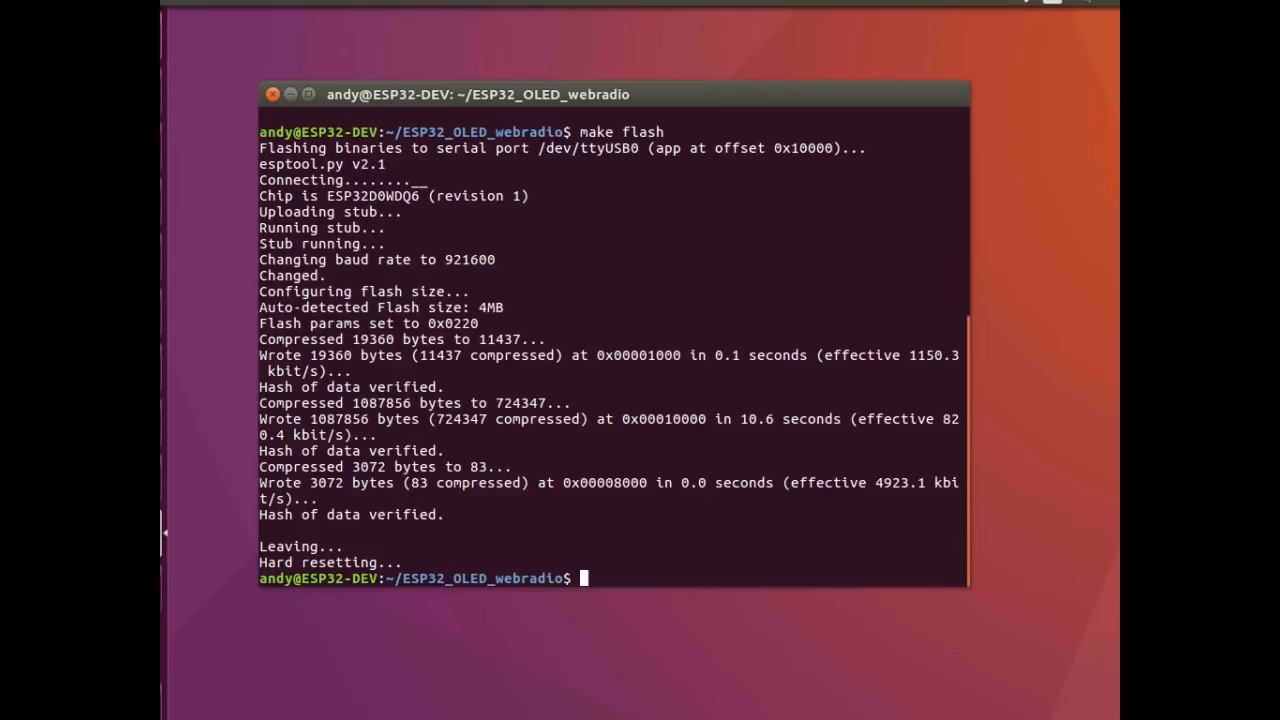 andy@ESP32-DEV: ~/ESP32_OLED_webradio
andy@ESP32-DEV:~/ESP32_OLED_webradio$ make flash
Flashing binaries to serial port /dev/ttyUSB0 (app at offset 0x10000)...
esptool.py v2.1
Connecting........__
Chip is ESP32D0WDQ6 (revision 1)
Uploading stub...
Running stub...
Stub running...
Changing baud rate to 921600
Changed.
Configuring flash size...
Auto-detected Flash size: 4MB
Flash params set to 0x0220
Compressed 19360 bytes to 11437...
Wrote 19360 bytes (11437 compressed) at 0x00001000 in 0.1 seconds (effective 1150.3
 kbit/s)...
Hash of data verified.
Compressed 1087856 bytes to 724347...
Wrote 1087856 bytes (724347 compressed) at 0x00010000 in 10.6 seconds (effective 82
0.4 kbit/s)...
Hash of data verified.
Compressed 3072 bytes to 83...
Wrote 3072 bytes (83 compressed) at 0x00008000 in 0.0 seconds (effective 4923.1 kbi
t/s)...
Hash of data verified.
Leaving...
Hard resetting...
andy@ESP32-DEV:~/ESP32_OLED_webradio$